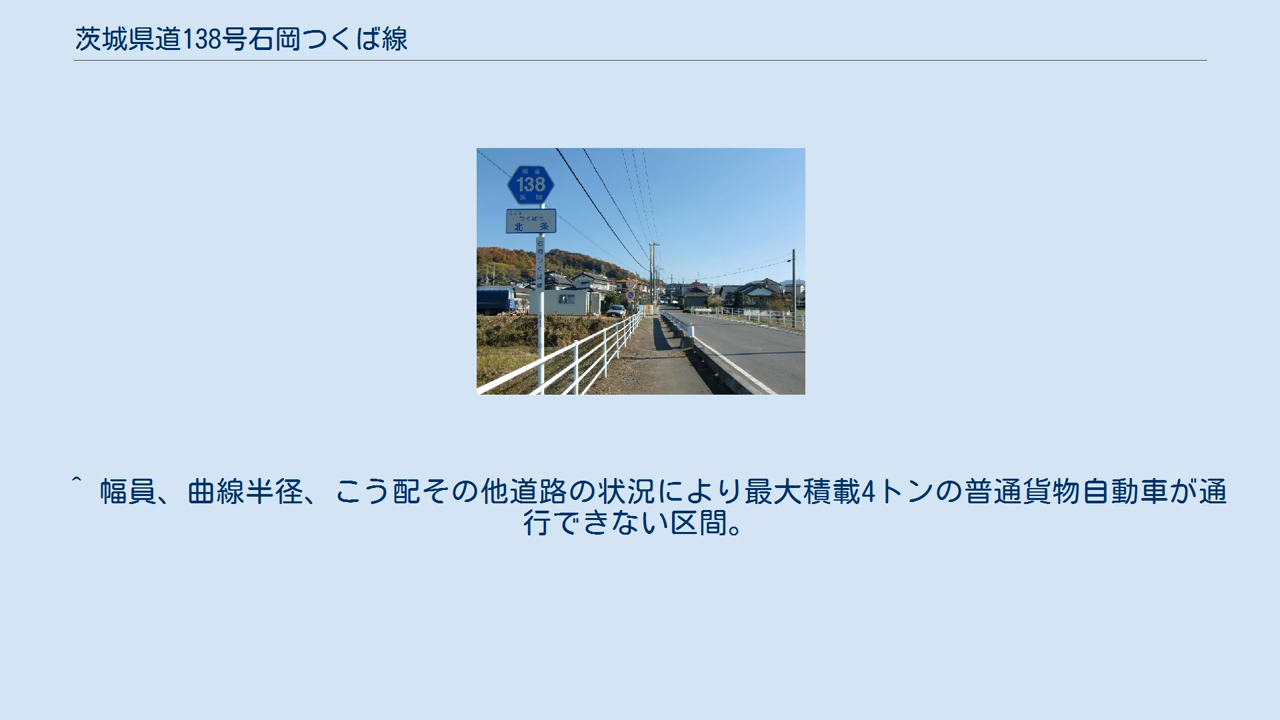 茨城県道138号石岡つくば線
138
つくば市
北 条
^ 幅員、曲線半径、こう配その他道路の状況により最大積載4トンの普通貨物自動車が通
行できない区間。